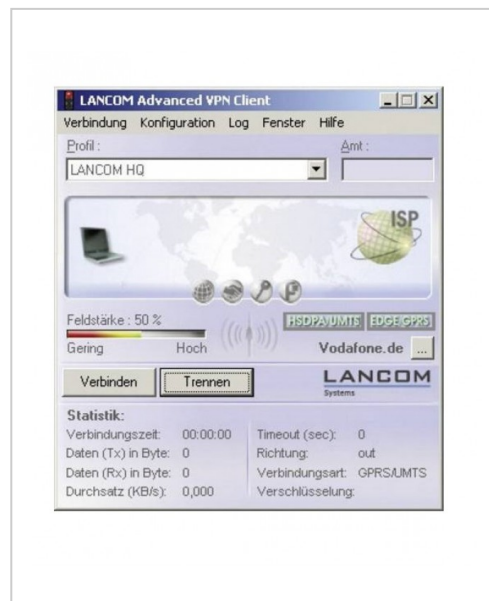 LANCOM Advanced VPN Client
Verbindung Konfiguration Log Fenster Hilfe
Profil : Amt :
LANCOM HQ
ISP
Feldstärke : 50 % HSDPA/UMTS EDGE/GPRS
Gering Hoch Vodafone.de ...
Verbinden Trennen LANCOM
Systems
Statistik:
Verbindungszeit: 00:00:00 Timeout (sec): 0
Daten (Tx) in Byte: 0 Richtung: out
Daten (Rx) in Byte: 0 Verbindungsart: GPRS/UMTS
Durchsatz (KB/s): 0,000 Verschlüsselung: